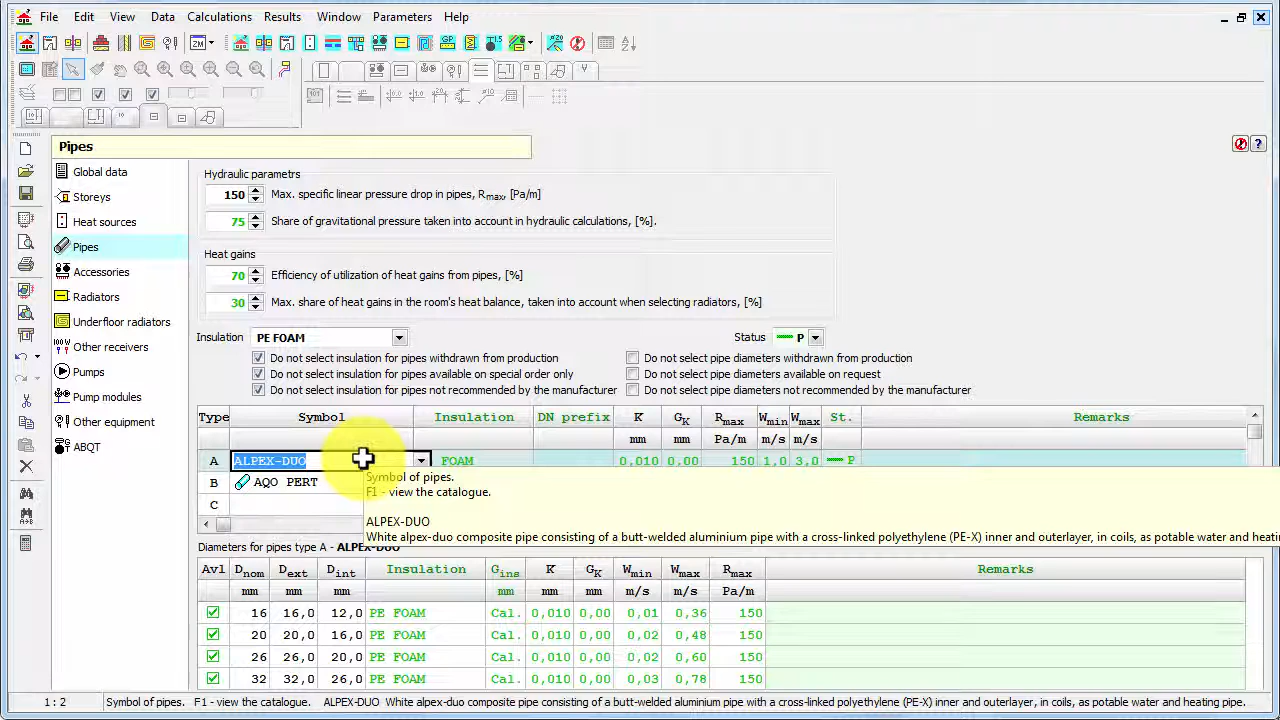 File Edit View Data Calculations Results Window Parameters Help
Pipes
Global data
Storeys
Heat sources
Pipes
Accessories
Radiators
Underfloor radiators
Other receivers
Pumps
Pump modules
Other equipment
ABQT
Hydraulic parametrs
150 Max. specific linear pressure drop in pipes, Rmax, [Pa/m]
75 Share of gravitational pressure taken into account in hydraulic calculations, [%].
Heat gains
70 Efficiency of utilization of heat gains from pipes, [%]
30 Max. share of heat gains in the room's heat balance, taken into account when selecting radiators, [%]
Insulation PE FOAM Status P
Do not select insulation for pipes withdrawn from production Do not select pipe diameters withdrawn from production
Do not select insulation for pipes available on special order only Do not select pipe diameters available on request
Do not select insulation for pipes not recommended by the manufacturer Do not select pipe diameters not recommended by the manufacturer
Type Symbol Insulation DN prefix K GK Rmax Wmin Wmax St. Remarks
mm mm Pa/m m/s m/s
A ALPEX-DUO FOAM 0,010 0,00 150 1,0 3,0 P
B AQO PERT
C
Symbol of pipes.
F1 - view the catalogue.
ALPEX-DUO
White alpex-duo composite pipe consisting of a butt-welded aluminium pipe with a cross-linked polyethylene (PE-X) inner and outerlayer, in coils, as potable water and heating
Diameters for pipes type A - ALPEX-DUO
Avl Dnom Dext Dint Insulation Gins K GK Wmin Wmax Rmax Remarks
mm mm mm mm mm mm m/s m/s Pa/m
16 16,0 12,0 PE FOAM Cal. 0,010 0,00 0,01 0,36 150
20 20,0 16,0 PE FOAM Cal. 0,010 0,00 0,02 0,48 150
26 26,0 20,0 PE FOAM Cal. 0,010 0,00 0,02 0,60 150
32 32,0 26,0 PE FOAM Cal. 0,010 0,00 0,03 0,78 150
1 : 2 Symbol of pipes. F1 - view the catalogue. ALPEX-DUO White alpex-duo composite pipe consisting of a butt-welded aluminium pipe with a cross-linked polyethylene (PE-X) inner and outerlayer, in coils, as potable water and heating pipe.